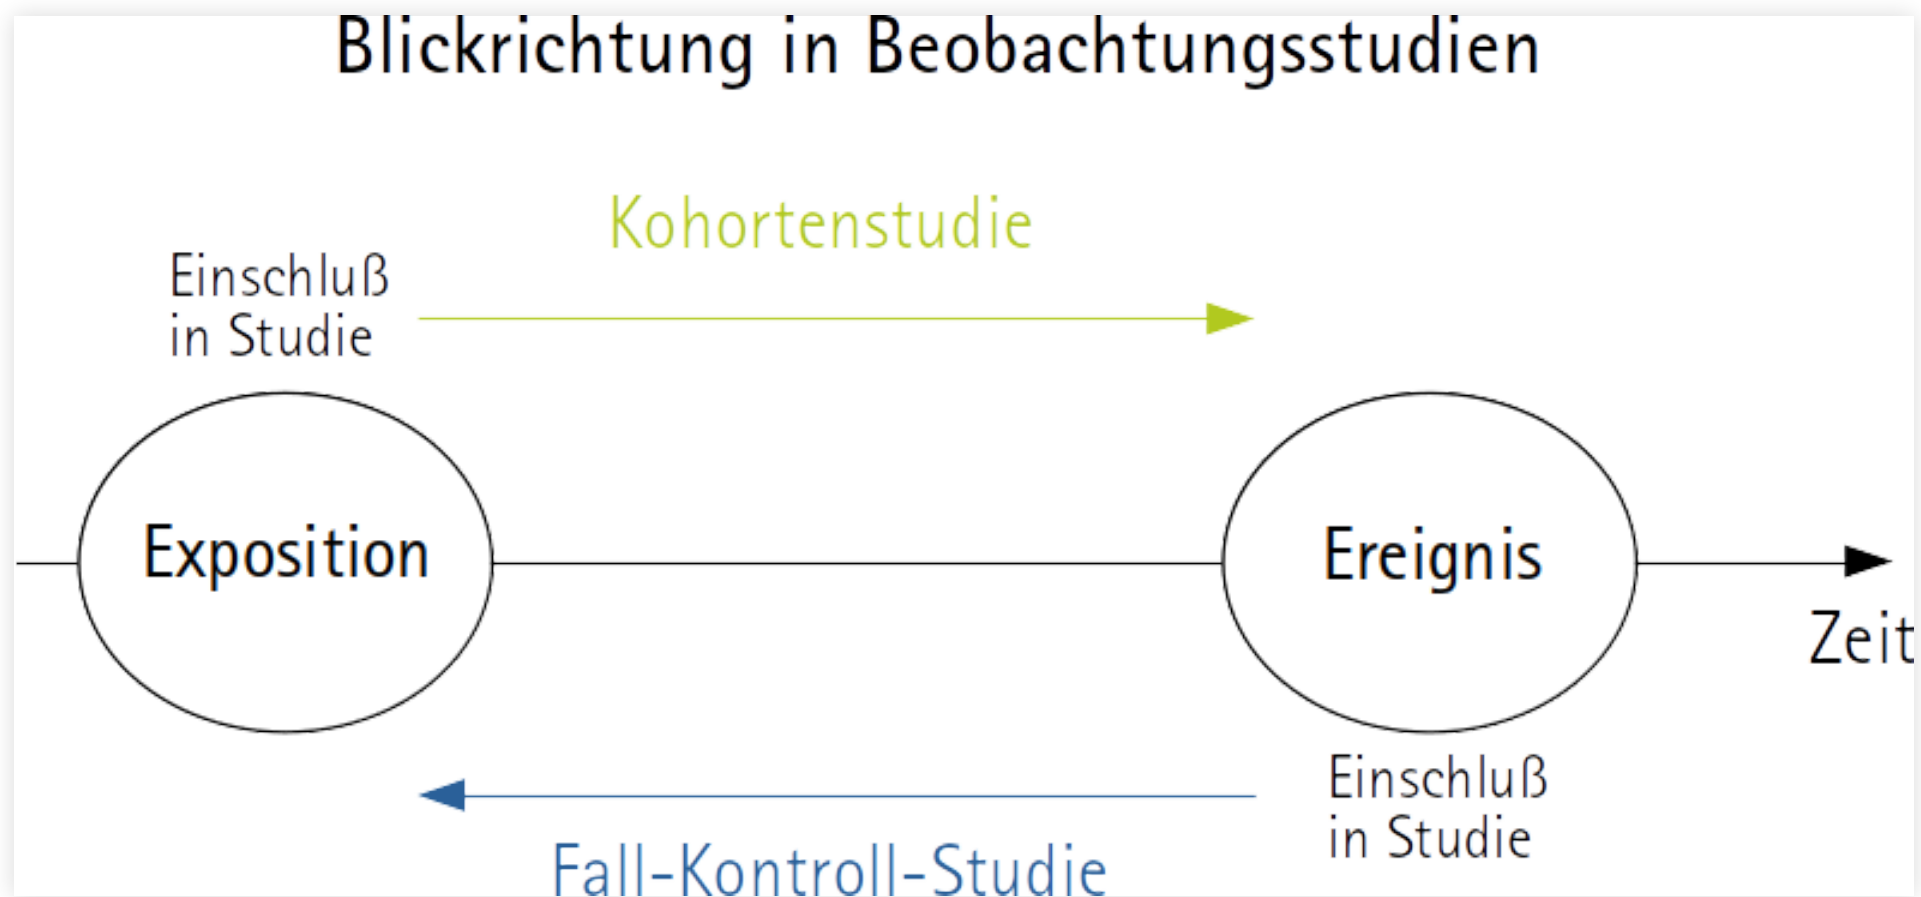 Blickrichtung in Beobachtungsstudien
Kohortenstudie
Einschluß
in Studie
Exposition
Ereignis
Zeit
Einschluß
in Studie
Fall-Kontroll-Studie